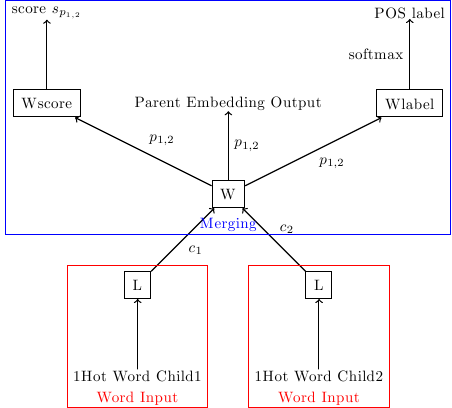 score s_{p_{1,2}}
POS label
softmax
Wscore
Parent Embedding Output
Wlabel
p_{1,2}
p_{1,2}
p_{1,2}
W
Merging
c_1
c_2
L
L
1Hot Word Child1
1Hot Word Child2
Word Input
Word Input